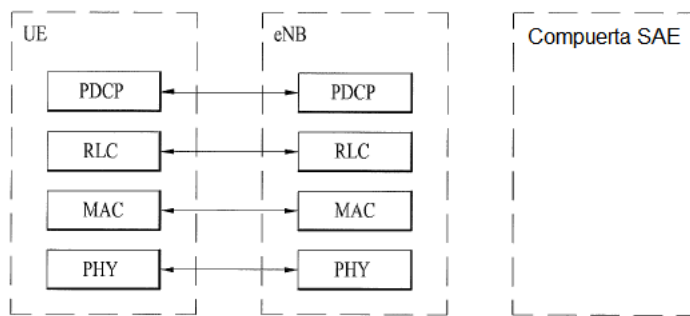 UE
eNB
Compuerta SAE
PDCP
PDCP
RLC
RLC
MAC
MAC
PHY
PHY